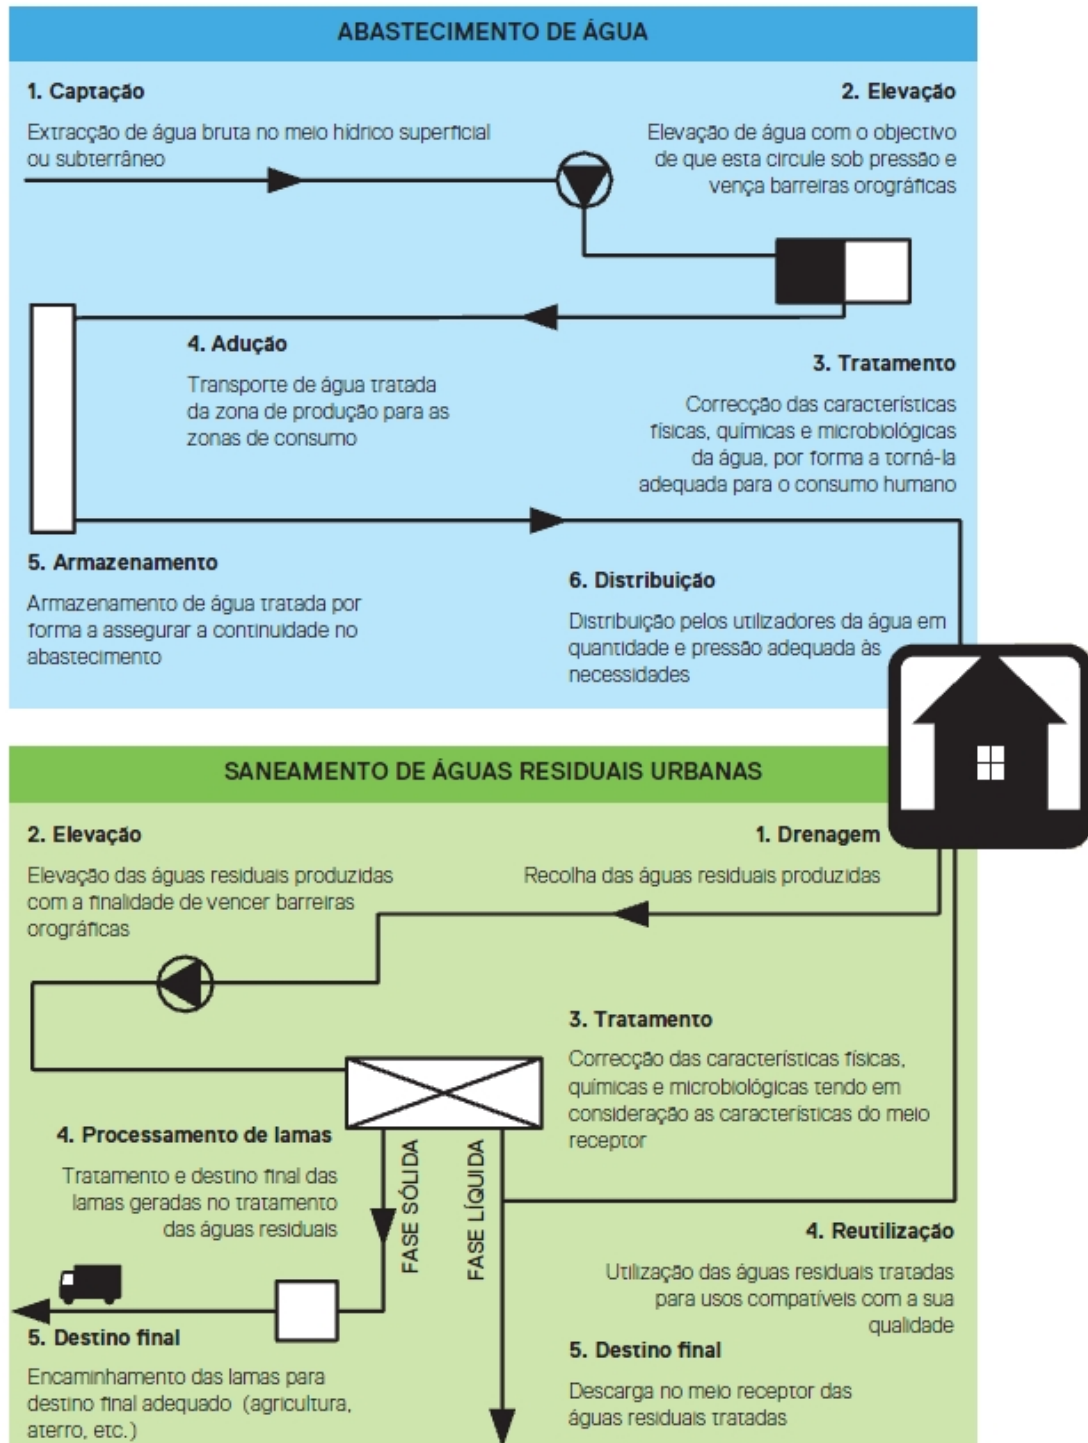 ABASTECIMENTO DE ÁGUA
1. Captação
Extracção de água bruta no meio hídrico superficial
ou subterrâneo
2. Elevação
Elevação de água com o objectivo
de que esta circule sob pressão e
vença barreiras orográficas
3. Tratamento
Correcção das características
físicas, químicas e microbiológicas
da água, por forma a torná-la
adequada para o consumo humano
4. Adução
Transporte de água tratada
da zona de produção para as
zonas de consumo
5. Armazenamento
Armazenamento de água tratada por
forma a assegurar a continuidade no
abastecimento
6. Distribuição
Distribuição pelos utilizadores da água em
quantidade e pressão adequada às
necessidades
SANEAMENTO DE ÁGUAS RESIDUAIS URBANAS
1. Drenagem
Recolha das águas residuais produzidas
2. Elevação
Elevação das águas residuais produzidas
com a finalidade de vencer barreiras
orográficas
3. Tratamento
Correcção das características físicas,
químicas e microbiológicas tendo em
consideração as características do meio
receptor
4. Processamento de lamas
Tratamento e destino final das
lamas geradas no tratamento
das águas residuais
FASE SÓLIDA
FASE LÍQUIDA
4. Reutilização
Utilização das águas residuais tratadas
para usos compatíveis com a sua
qualidade
5. Destino final
Encaminhamento das lamas para
destino final adequado (agricultura,
aterro, etc.)
5. Destino final
Descarga no meio receptor das
águas residuais tratadas